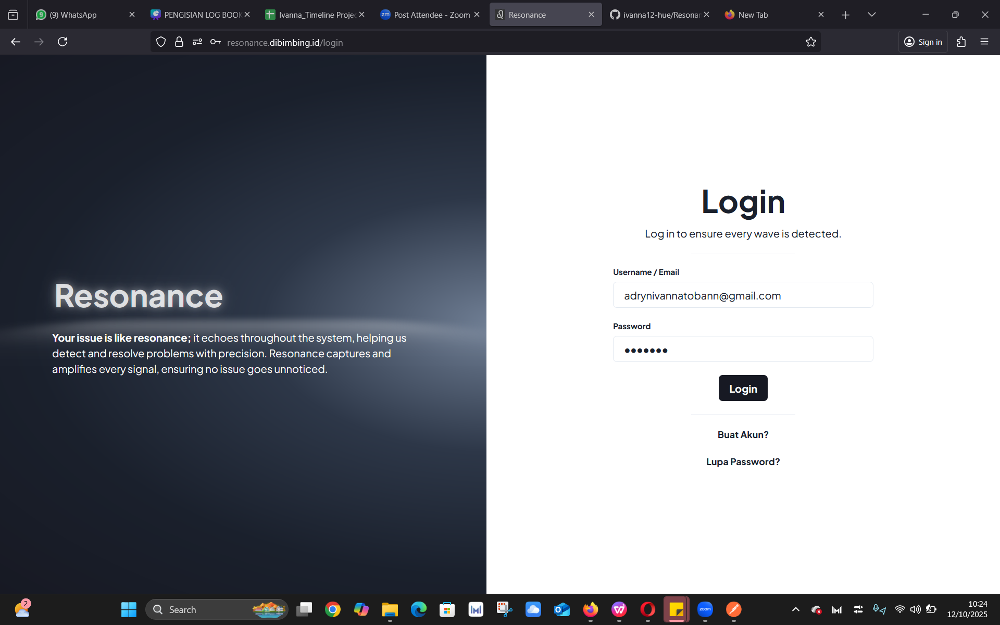 (9) WhatsApp
PENGISIAN LOG BOOK
Ivanna_Timeline Projec
Post Attendee - Zoom
Resonance
ivanna12-hue/Resonan
New Tab
resonance.dibimbing.id/login
Sign in
Resonance
Your issue is like resonance; it echoes throughout the system, helping us
detect and resolve problems with precision. Resonance captures and
amplifies every signal, ensuring no issue goes unnoticed.
Login
Log in to ensure every wave is detected.
Username / Email
adrynivannatobann@gmail.com
Password
Login
Buat Akun?
Lupa Password?
2
Search
zoom
10:24
12/10/2025